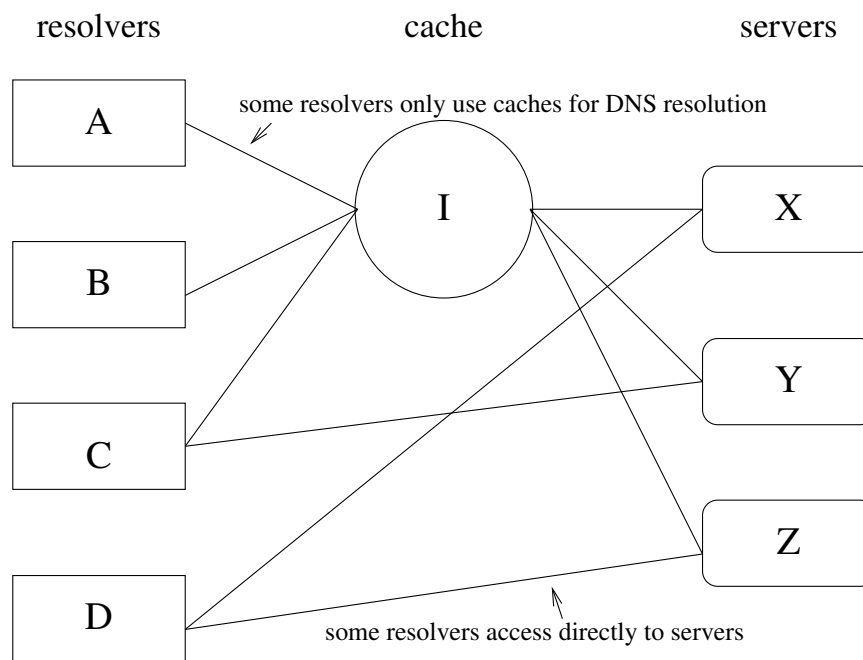 resolvers
cache
servers
A
some resolvers only use caches for DNS resolution
I
X
B
Y
C
Z
D
some resolvers access directly to servers